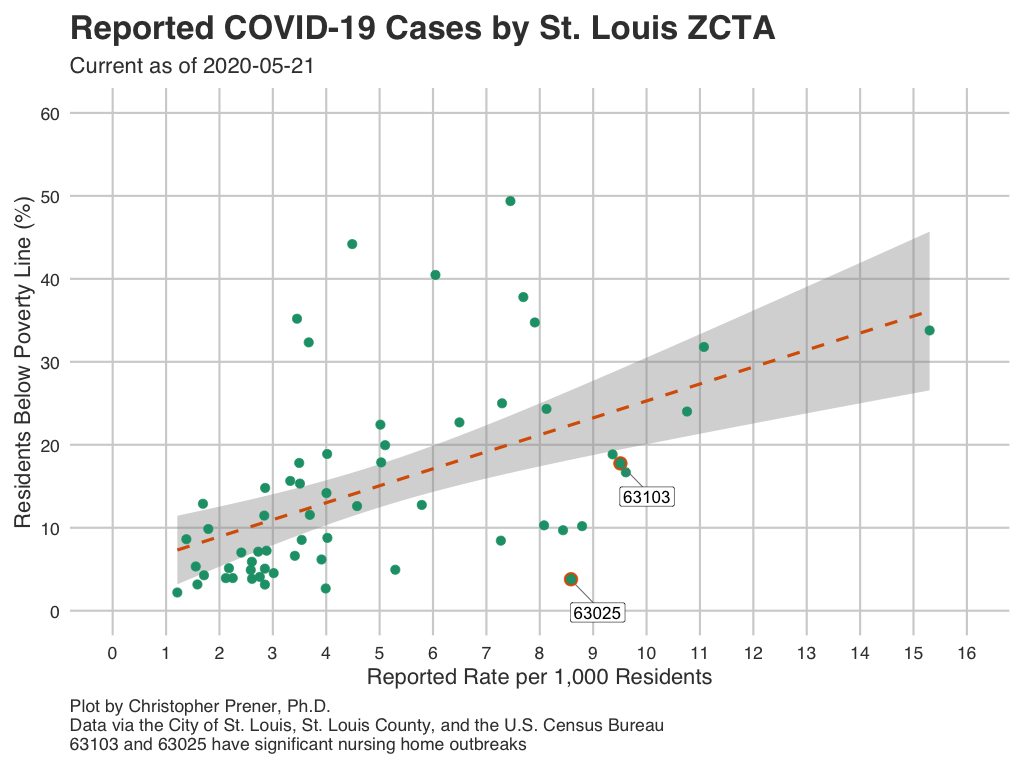 Reported COVID-19 Cases by St. Louis ZCTA
Current as of 2020-05-21
60
50
40
30
20
10
0
Residents Below Poverty Line (%)
63103
63025
0 1 2 3 4 5 6 7 8 9 10 11 12 13 14 15 16
Reported Rate per 1,000 Residents
Plot by Christopher Prener, Ph.D.
Data via the City of St. Louis, St. Louis County, and the U.S. Census Bureau
63103 and 63025 have significant nursing home outbreaks